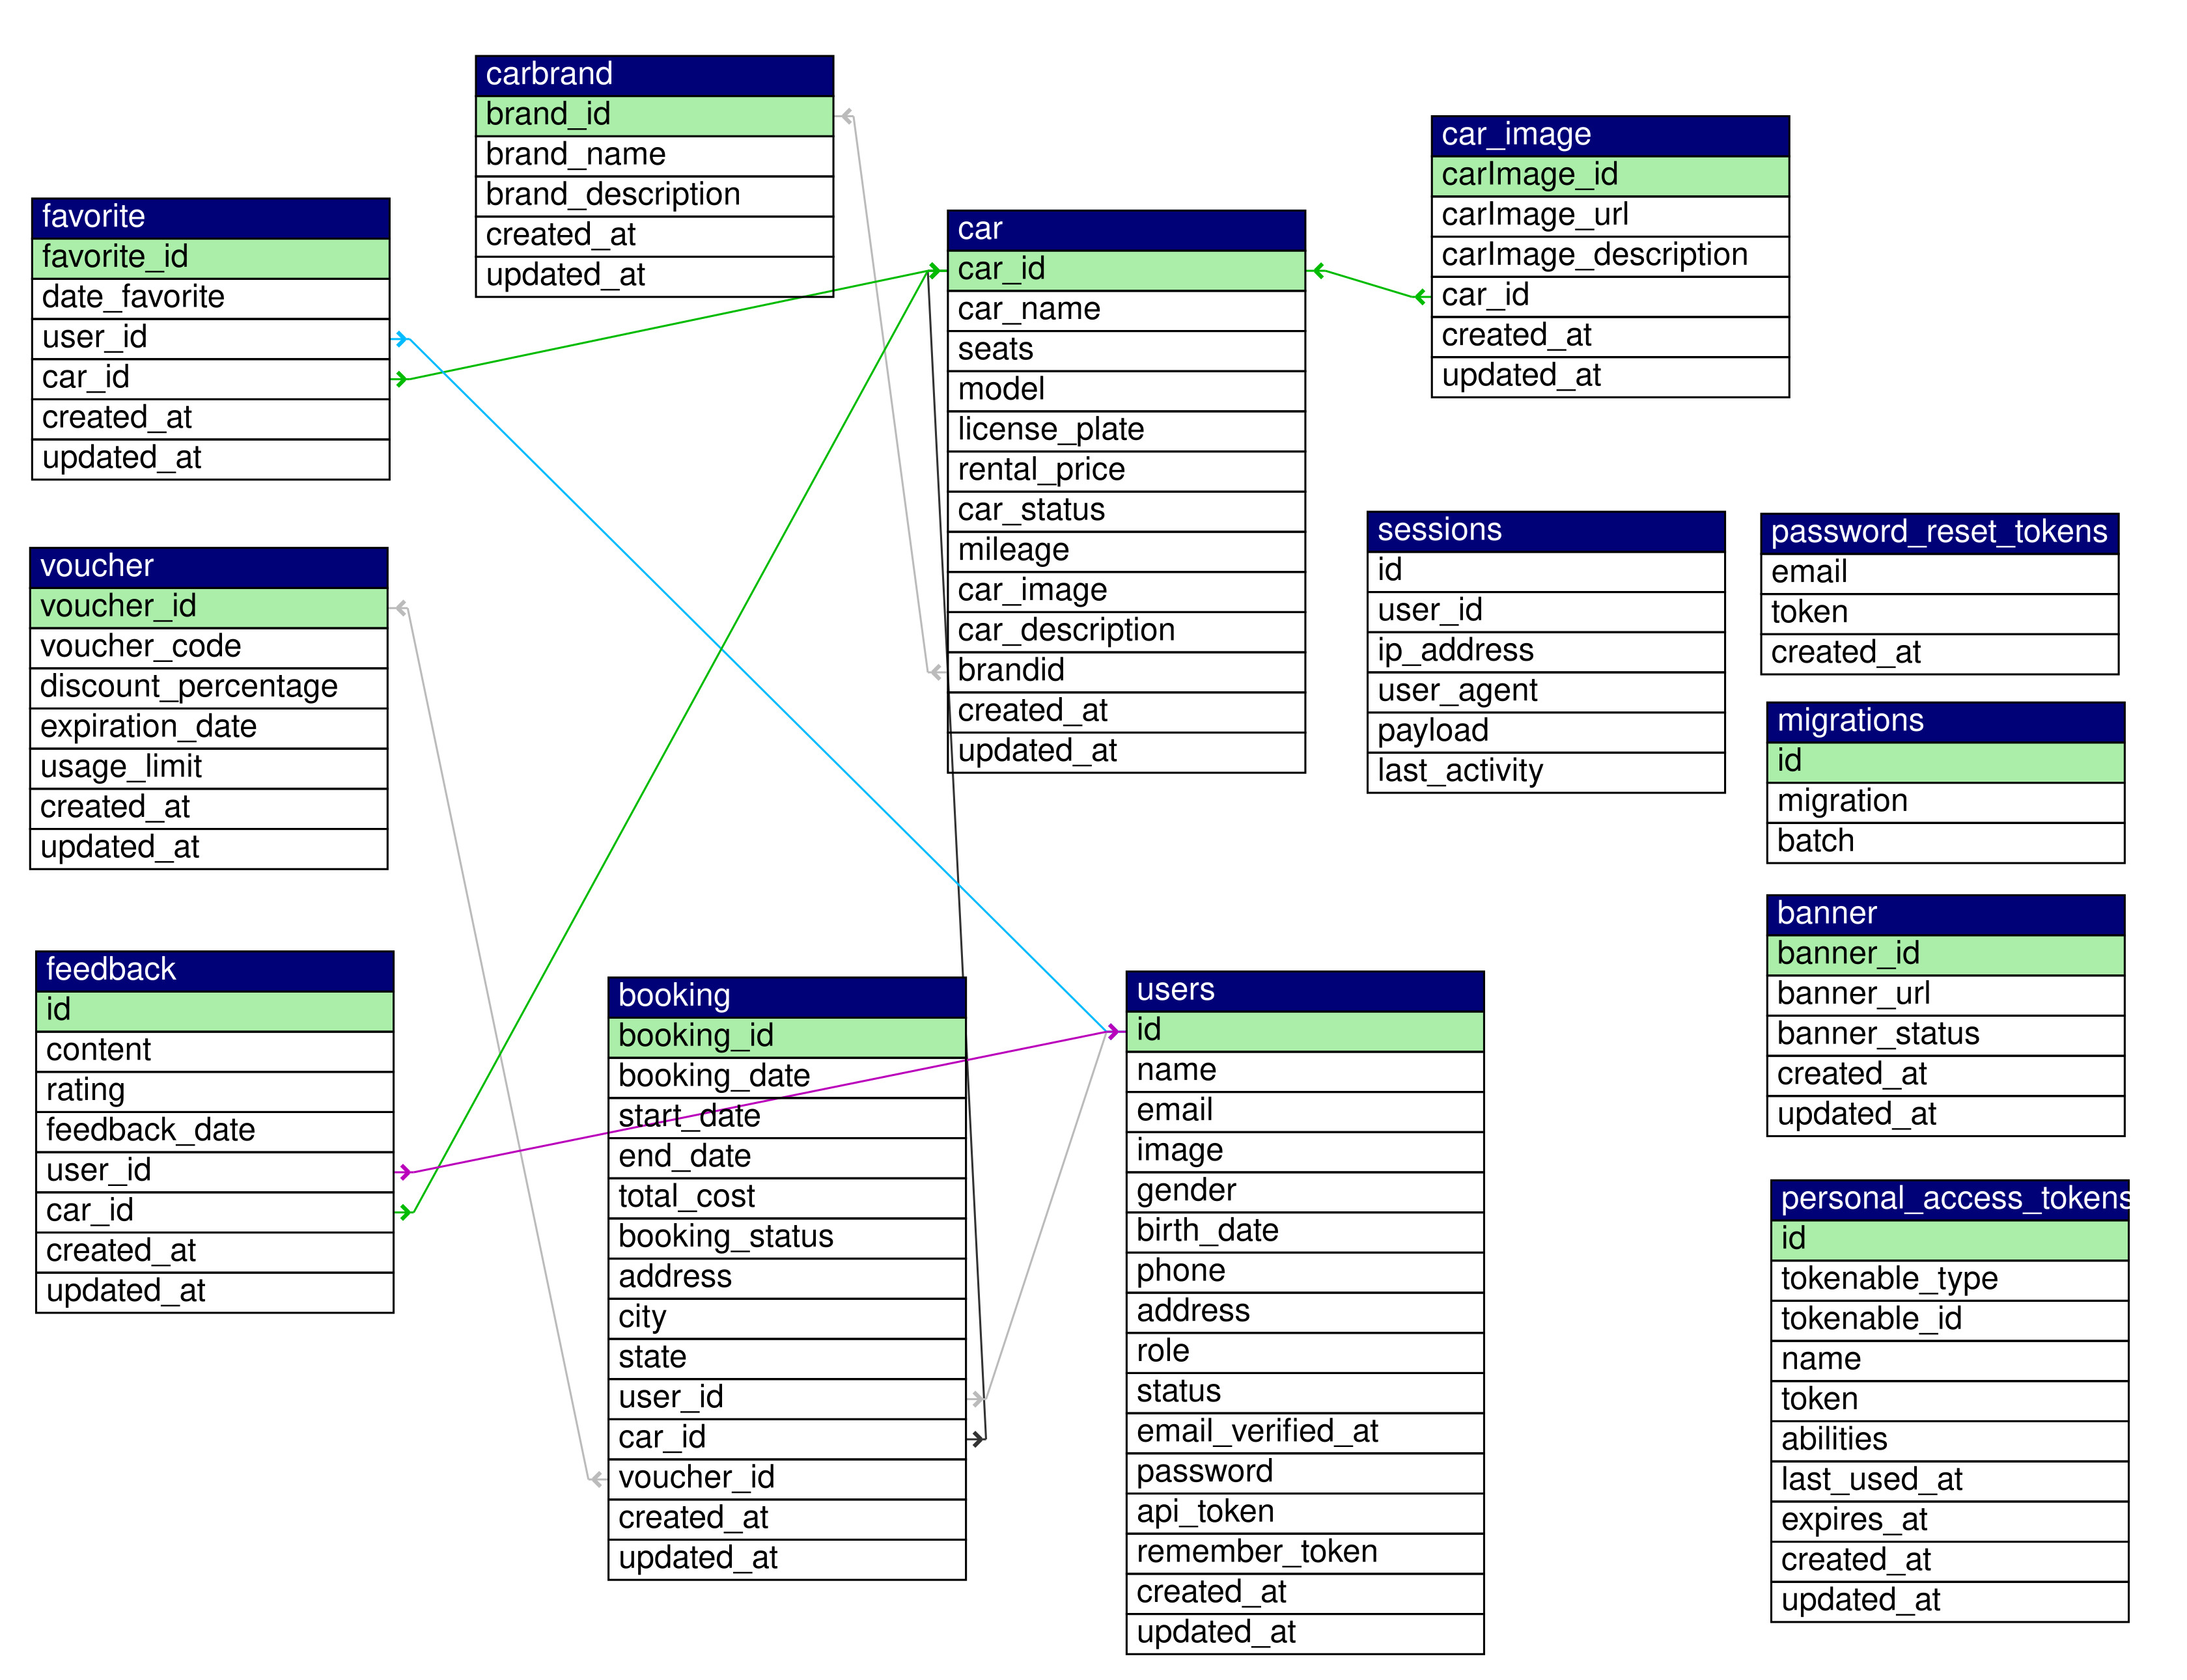 carbrand
brand_id
brand_name
brand_description
created_at
updated_at
car_image
carImage_id
carImage_url
carImage_description
car_id
created_at
updated_at
favorite
favorite_id
date_favorite
user_id
car_id
created_at
updated_at
car
car_id
car_name
seats
model
license_plate
rental_price
car_status
mileage
car_image
car_description
brandid
created_at
updated_at
sessions
id
user_id
ip_address
user_agent
payload
last_activity
password_reset_tokens
email
token
created_at
voucher
voucher_id
voucher_code
discount_percentage
expiration_date
usage_limit
created_at
updated_at
migrations
id
migration
batch
banner
banner_id
banner_url
banner_status
created_at
updated_at
feedback
id
content
rating
feedback_date
user_id
car_id
created_at
updated_at
booking
booking_id
booking_date
start_date
end_date
total_cost
booking_status
address
city
state
user_id
car_id
voucher_id
created_at
updated_at
users
id
name
email
image
gender
birth_date
phone
address
role
status
email_verified_at
password
api_token
remember_token
created_at
updated_at
personal_access_tokens
id
tokenable_type
tokenable_id
name
token
abilities
last_used_at
expires_at
created_at
updated_at